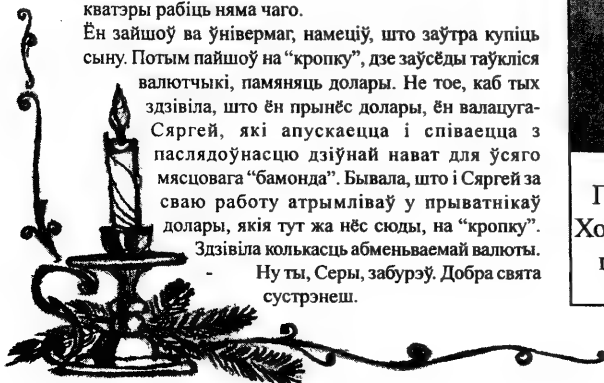 кватэры рабіць няма чаго.
Ён зайшоў ва ўнівермаг, намеціў, што заўтра купіць
сыну. Потым пайшоў на “кропку”, дзе заўсёды таўкліся
валютчыкі, памяняць долары. Не тое, каб тых
здзівіла, што ён прынёс долары, ён валацуга-
Сяргей, які апускаецца і співаецца з
паслядоўнасцю дзіўнай нават для ўсяго
мясцовага “бамонда”. Бывала, што і Сяргей за
сваю работу атрымліваў у прыватнікаў
долары, якія тут жа нёс сюды, на “кропку”.
Здзівіла колькасць абменьваемай валюты.
- Ну ты, Серы, забурэў. Добра свята
сустрэнеш.